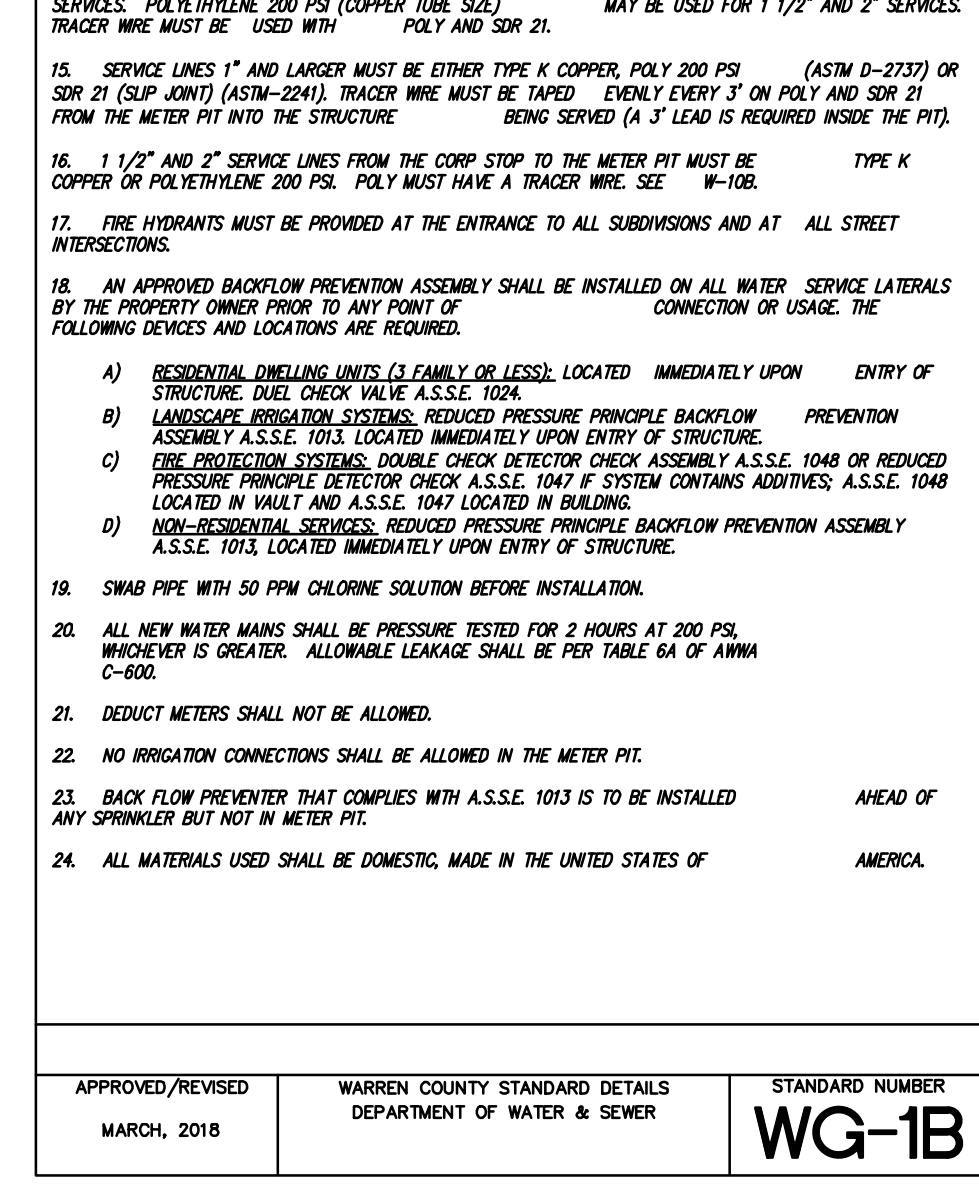 SERVICES. POLYETHYLENE 200 PSI (COPPER TUBE SIZE) MAY BE USED FOR 1 1/2" AND 2" SERVICES.
TRACER WIRE MUST BE USED WITH POLY AND SDR 21.
15. SERVICE LINES 1" AND LARGER MUST BE EITHER TYPE K COPPER, POLY 200 PSI (ASTM D-2737) OR
SDR 21 (SLIP JOINT) (ASTM-2241). TRACER WIRE MUST BE TAPED EVENLY EVERY 3' ON POLY AND SDR 21
FROM THE METER PIT INTO THE STRUCTURE BEING SERVED (A 3' LEAD IS REQUIRED INSIDE THE PIT).
16. 1 1/2" AND 2" SERVICE LINES FROM THE CORP STOP TO THE METER PIT MUST BE TYPE K
COPPER OR POLYETHYLENE 200 PSI. POLY MUST HAVE A TRACER WIRE. SEE W-10B.
17. FIRE HYDRANTS MUST BE PROVIDED AT THE ENTRANCE TO ALL SUBDIVISIONS AND AT ALL STREET
INTERSECTIONS.
18. AN APPROVED BACKFLOW PREVENTION ASSEMBLY SHALL BE INSTALLED ON ALL WATER SERVICE LATERALS
BY THE PROPERTY OWNER PRIOR TO ANY POINT OF CONNECTION OR USAGE. THE
FOLLOWING DEVICES AND LOCATIONS ARE REQUIRED.
A) RESIDENTIAL DWELLING UNITS (3 FAMILY OR LESS): LOCATED IMMEDIATELY UPON ENTRY OF
STRUCTURE. DUEL CHECK VALVE A.S.S.E. 1024.
B) LANDSCAPE IRRIGATION SYSTEMS: REDUCED PRESSURE PRINCIPLE BACKFLOW PREVENTION
ASSEMBLY A.S.S.E. 1013. LOCATED IMMEDIATELY UPON ENTRY OF STRUCTURE.
C) FIRE PROTECTION SYSTEMS: DOUBLE CHECK DETECTOR CHECK ASSEMBLY A.S.S.E. 1048 OR REDUCED
PRESSURE PRINCIPLE DETECTOR CHECK A.S.S.E. 1047 IF SYSTEM CONTAINS ADDITIVES; A.S.S.E. 1048
LOCATED IN VAULT AND A.S.S.E. 1047 LOCATED IN BUILDING.
D) NON-RESIDENTIAL SERVICES: REDUCED PRESSURE PRINCIPLE BACKFLOW PREVENTION ASSEMBLY
A.S.S.E. 1013, LOCATED IMMEDIATELY UPON ENTRY OF STRUCTURE.
19. SWAB PIPE WITH 50 PPM CHLORINE SOLUTION BEFORE INSTALLATION.
20. ALL NEW WATER MAINS SHALL BE PRESSURE TESTED FOR 2 HOURS AT 200 PSI,
WHICHEVER IS GREATER. ALLOWABLE LEAKAGE SHALL BE PER TABLE 6A OF AWWA
C-600.
21. DEDUCT METERS SHALL NOT BE ALLOWED.
22. NO IRRIGATION CONNECTIONS SHALL BE ALLOWED IN THE METER PIT.
23. BACK FLOW PREVENTER THAT COMPLIES WITH A.S.S.E. 1013 IS TO BE INSTALLED AHEAD OF
ANY SPRINKLER BUT NOT IN METER PIT.
24. ALL MATERIALS USED SHALL BE DOMESTIC, MADE IN THE UNITED STATES OF AMERICA.
APPROVED/REVISED
MARCH, 2018
WARREN COUNTY STANDARD DETAILS
DEPARTMENT OF WATER & SEWER
STANDARD NUMBER
WG-1B